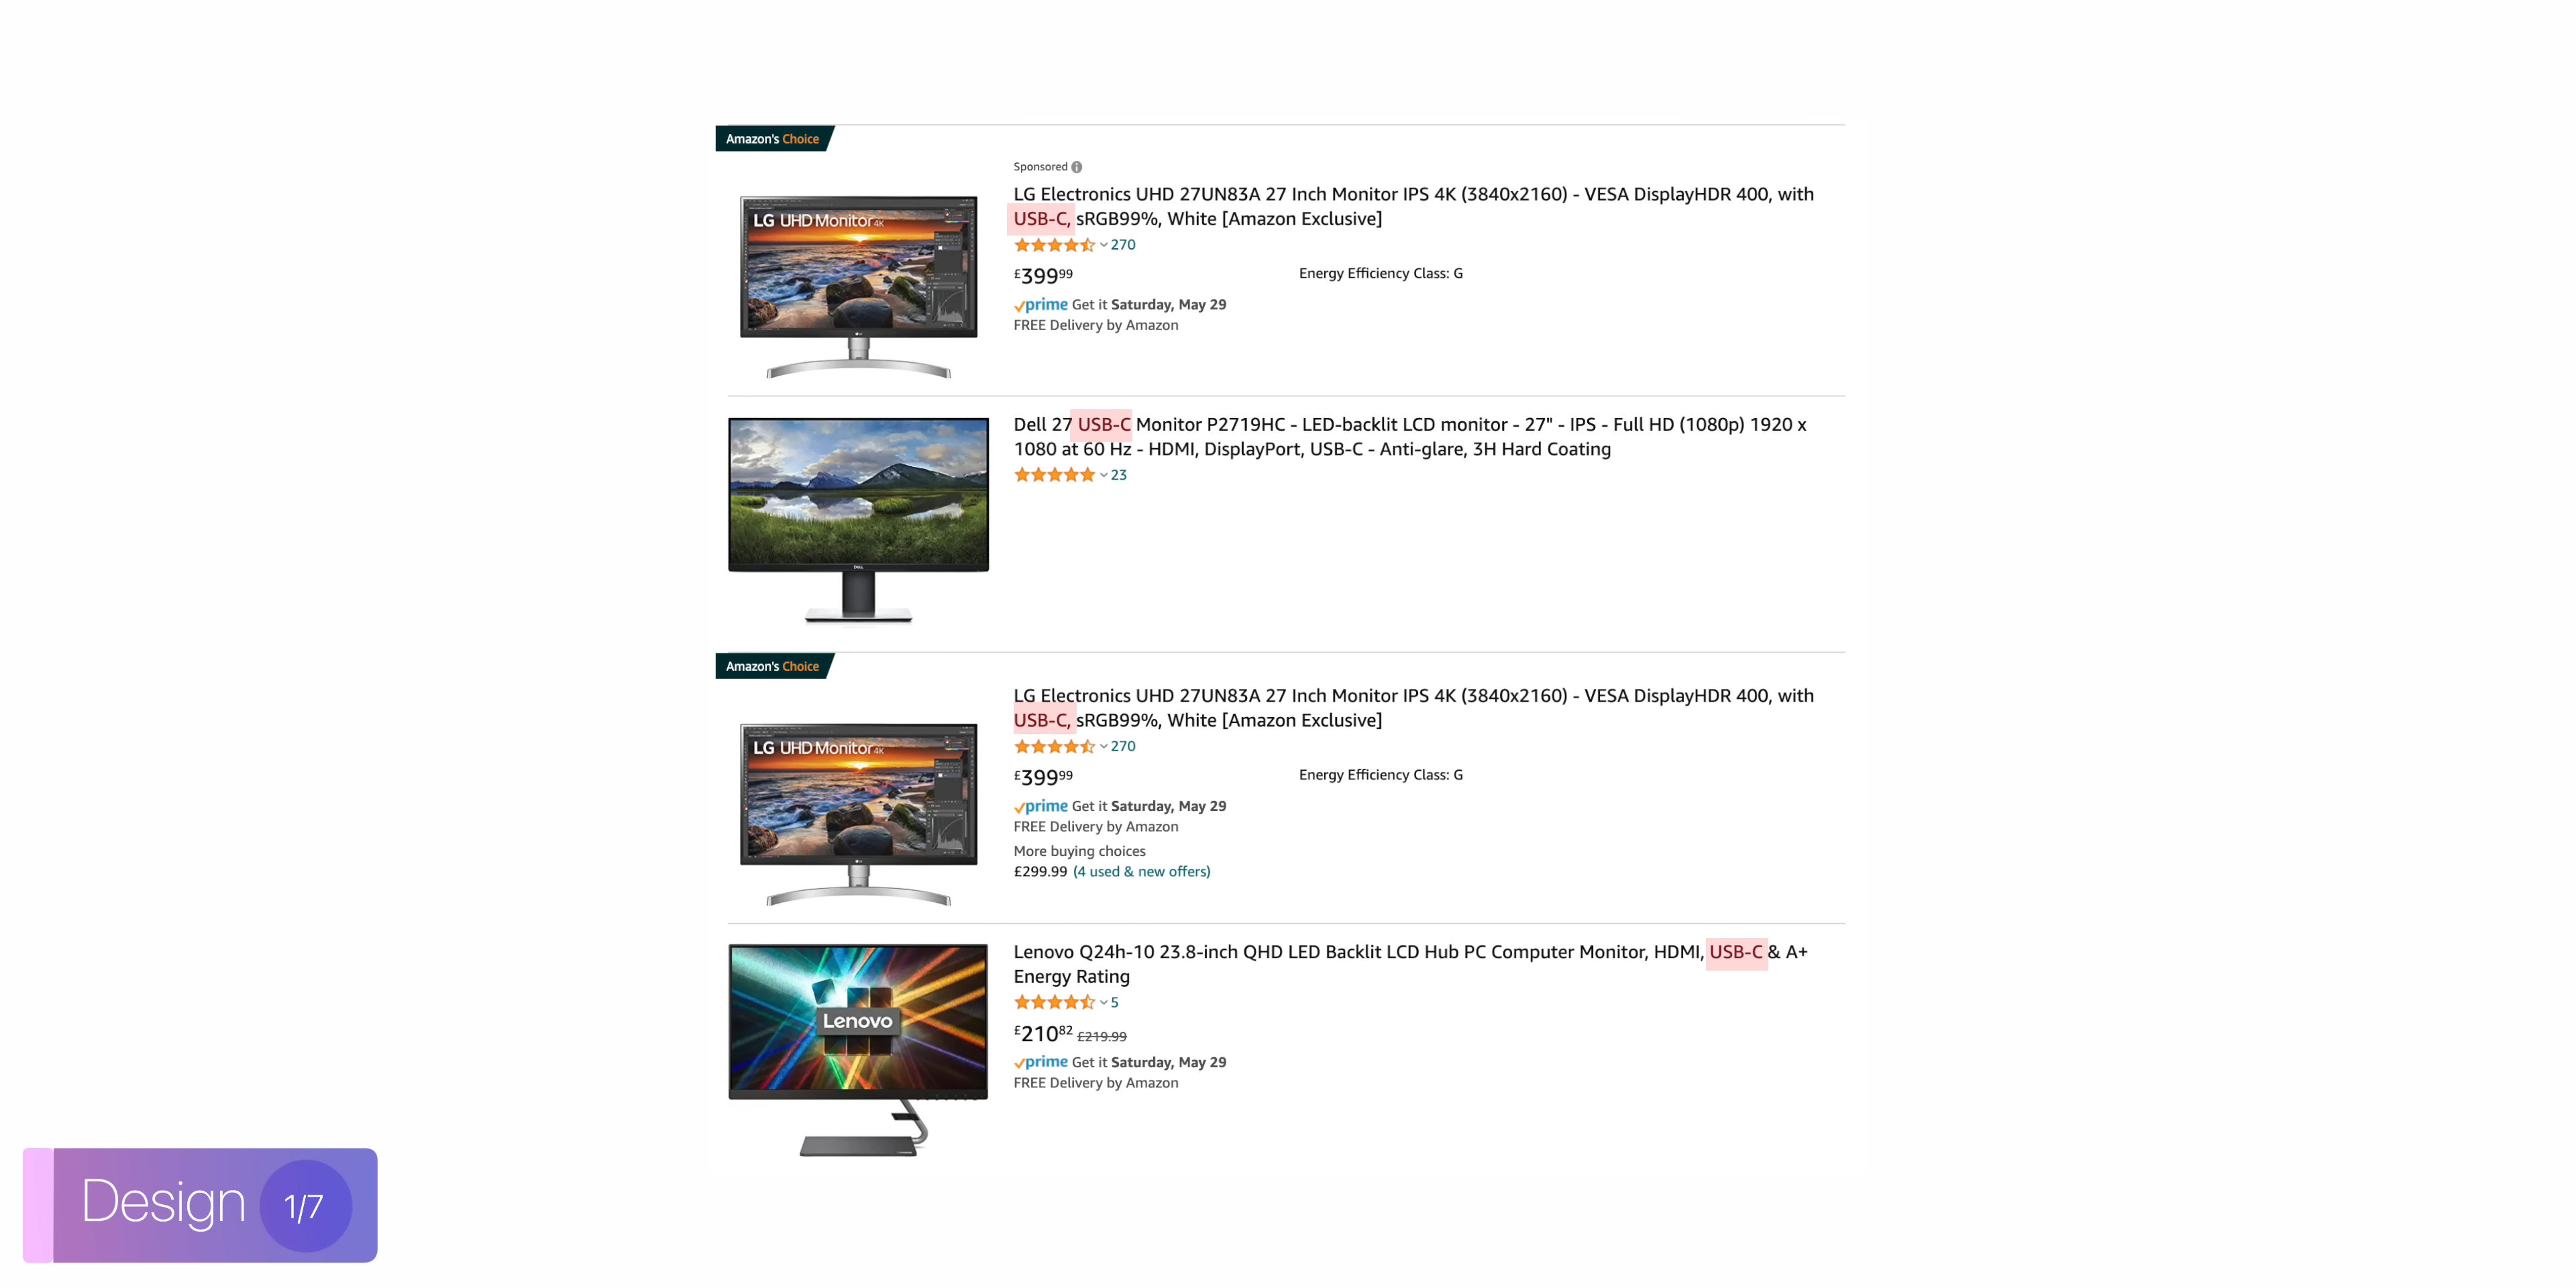 Amazon's Choice
Sponsored
LG Electronics UHD 27UN83A 27 Inch Monitor IPS 4K (3840x2160) - VESA DisplayHDR 400, with
USB-C, sRGB99%, White [Amazon Exclusive]
270
£399.99
Energy Efficiency Class: G
prime Get it Saturday, May 29
FREE Delivery by Amazon
LG UHD Monitor 4K
Dell 27 USB-C Monitor P2719HC - LED-backlit LCD monitor - 27" - IPS - Full HD (1080p) 1920 x
1080 at 60 Hz - HDMI, DisplayPort, USB-C - Anti-glare, 3H Hard Coating
23
DELL
Amazon's Choice
LG Electronics UHD 27UN83A 27 Inch Monitor IPS 4K (3840x2160) - VESA DisplayHDR 400, with
USB-C, sRGB99%, White [Amazon Exclusive]
270
£399.99
Energy Efficiency Class: G
prime Get it Saturday, May 29
FREE Delivery by Amazon
More buying choices
£299.99 (4 used & new offers)
LG UHD Monitor 4K
Lenovo Q24h-10 23.8-inch QHD LED Backlit LCD Hub PC Computer Monitor, HDMI, USB-C & A+
Energy Rating
5
£210.82 £219.99
prime Get it Saturday, May 29
FREE Delivery by Amazon
Lenovo
Design 1/7